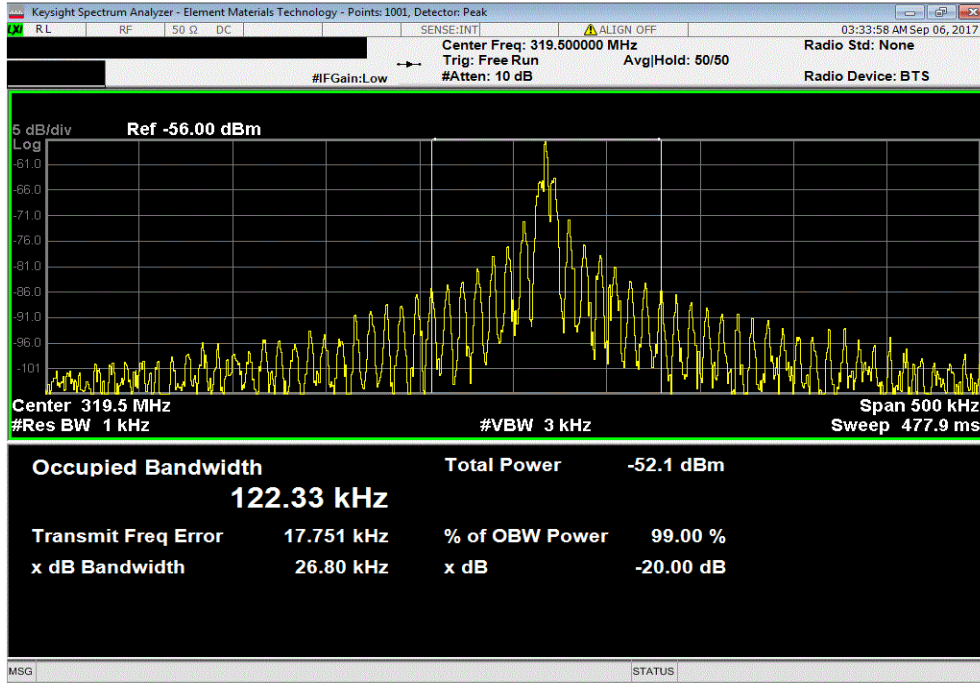 Keysight Spectrum Analyzer - Element Materials Technology - Points: 1001, Detector: Peak
LXI RL RF 50 Ω DC SENSE:INT ALIGN OFF 03:33:58 AM Sep 06, 2017
Center Freq: 319.500000 MHz Radio Std: None
Trig: Free Run Avg|Hold: 50/50
#IFGain:Low #Atten: 10 dB Radio Device: BTS
5 dB/div Ref -56.00 dBm
Log
-61.0
-66.0
-71.0
-76.0
-81.0
-86.0
-91.0
-96.0
-101
Center 319.5 MHz Span 500 kHz
#Res BW 1 kHz #VBW 3 kHz Sweep 477.9 ms
Occupied Bandwidth Total Power -52.1 dBm
122.33 kHz
Transmit Freq Error 17.751 kHz % of OBW Power 99.00 %
x dB Bandwidth 26.80 kHz x dB -20.00 dB
MSG STATUS